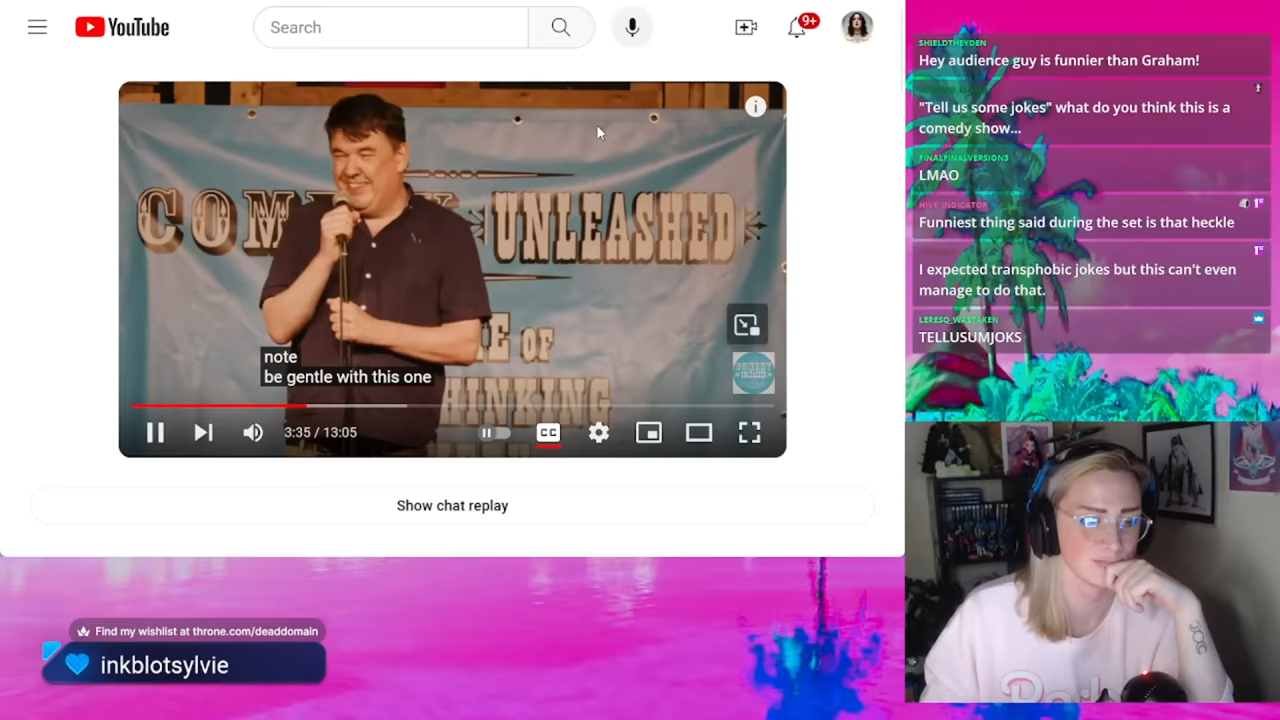 YouTube
Search
9+
COM
UNLEASHED
E OF
HINKING
note
be gentle with this one
3:35 / 13:05
CC
Show chat replay
SHIELDTHEYDEN
Hey audience guy is funnier than Graham!
"Tell us some jokes" what do you think this is a
comedy show...
FINALFINALVERSION3
LMAO
HIVE_INDICATOR
Funniest thing said during the set is that heckle
I expected transphobic jokes but this can't even
manage to do that.
LERESO_WASTAKEN
TELLUSUMJOKS
Find my wishlist at throne.com/deaddomain
inkblotsylvie